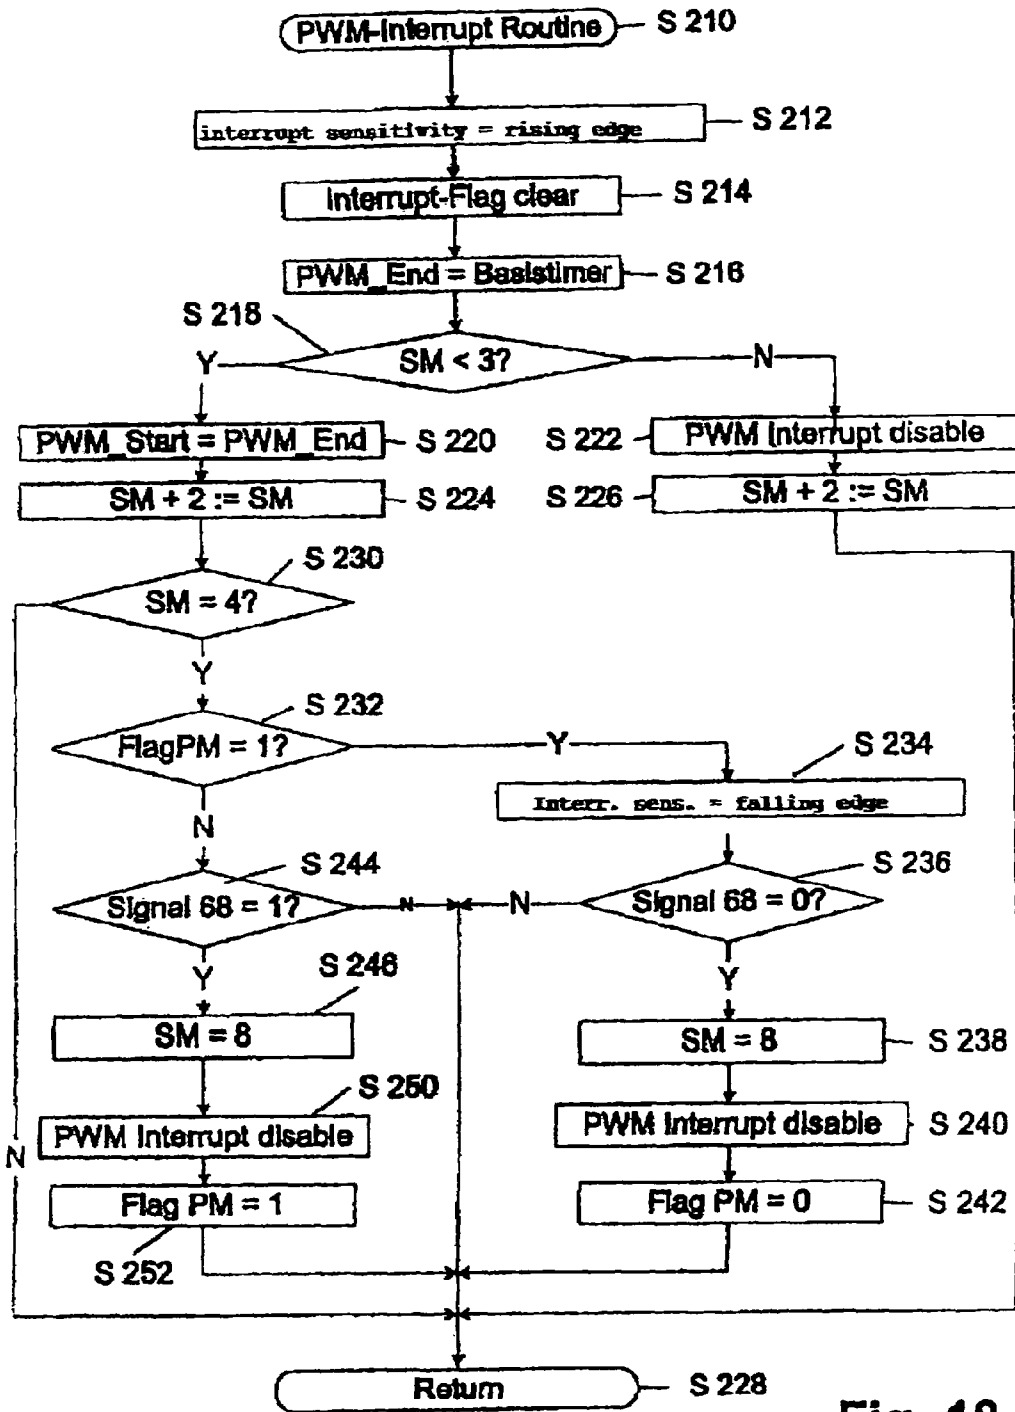 PWM-Interrupt Routine
S 210
interrupt sensitivity = rising edge
S 212
Interrupt-Flag clear
S 214
PWM_End = Basistimer
S 216
S 218
SM < 3?
Y
N
PWM_Start = PWM_End
S 220
S 222
PWM Interrupt disable
SM + 2 := SM
S 224
S 226
SM + 2 := SM
S 230
SM = 4?
Y
S 232
FlagPM = 1?
Y
S 234
Interr. sens. = falling edge
N
S 244
S 236
Signal 68 = 1?
N
N
Signal 68 = 0?
Y
Y
S 246
SM = 8
SM = 8
S 238
S 250
PWM Interrupt disable
PWM Interrupt disable
S 240
N
Flag PM = 1
Flag PM = 0
S 242
S 252
Return
S 228